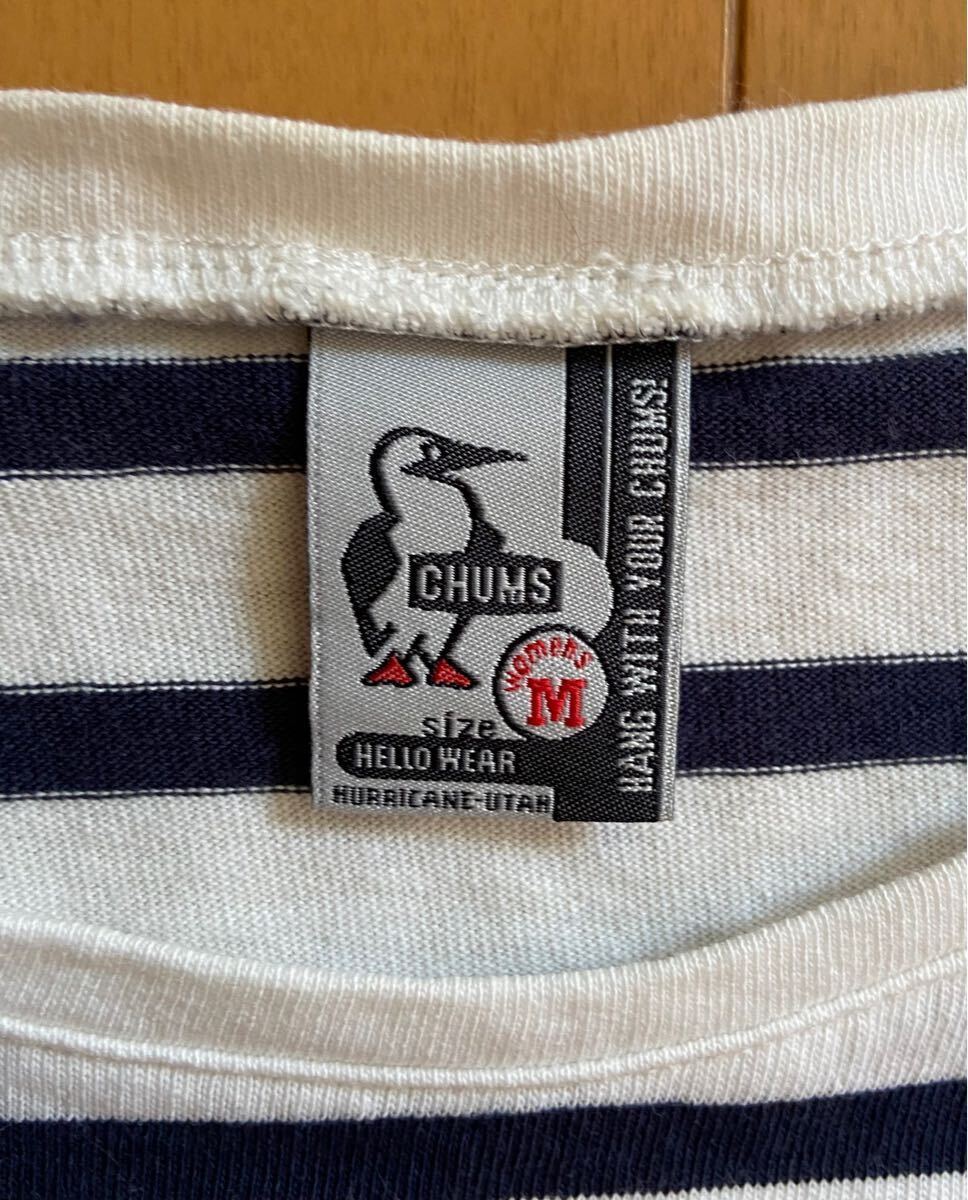 CHUMS
womens
M
size
HELLO WEAR
HURRICANE-UTAH
HANG WITH YOUR CHUMS!